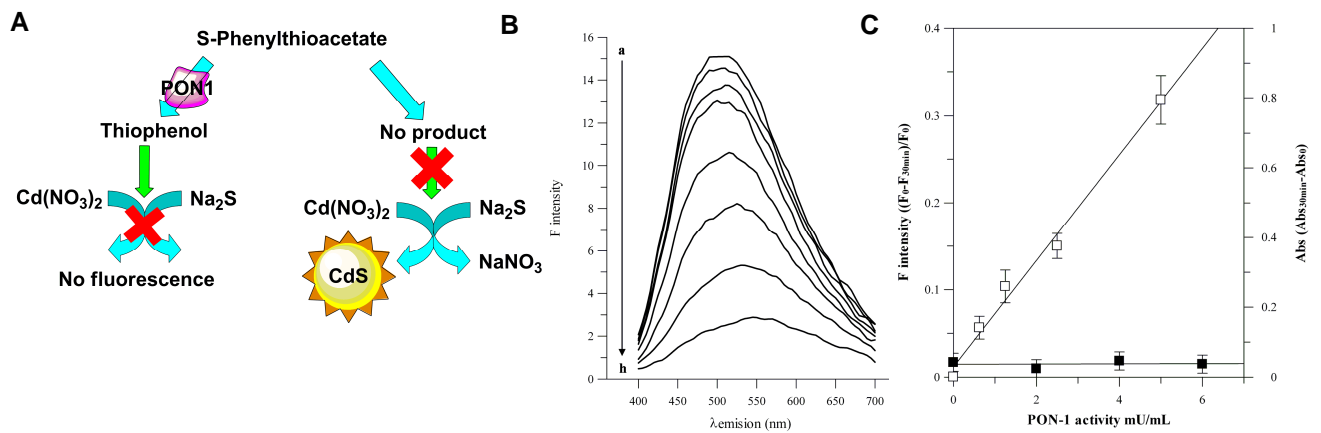 A
S-Phenylthioacetate
PON1
Thiophenol
No product
Cd(NO3)2
Na2S
Cd(NO3)2
Na2S
No fluorescence
CdS
NaNO3
B
16
14
12
10
8
6
4
2
0
a
h
F intensity
400 450 500 550 600 650 700
λemision (nm)
C
0.4
0.3
0.2
0.1
0
F intensity ((F0-F30min)/F0)
1
0.8
0.6
0.4
0.2
0
Abs (Abs30min-Abs0)
0 2 4 6
PON-1 activity mU/mL